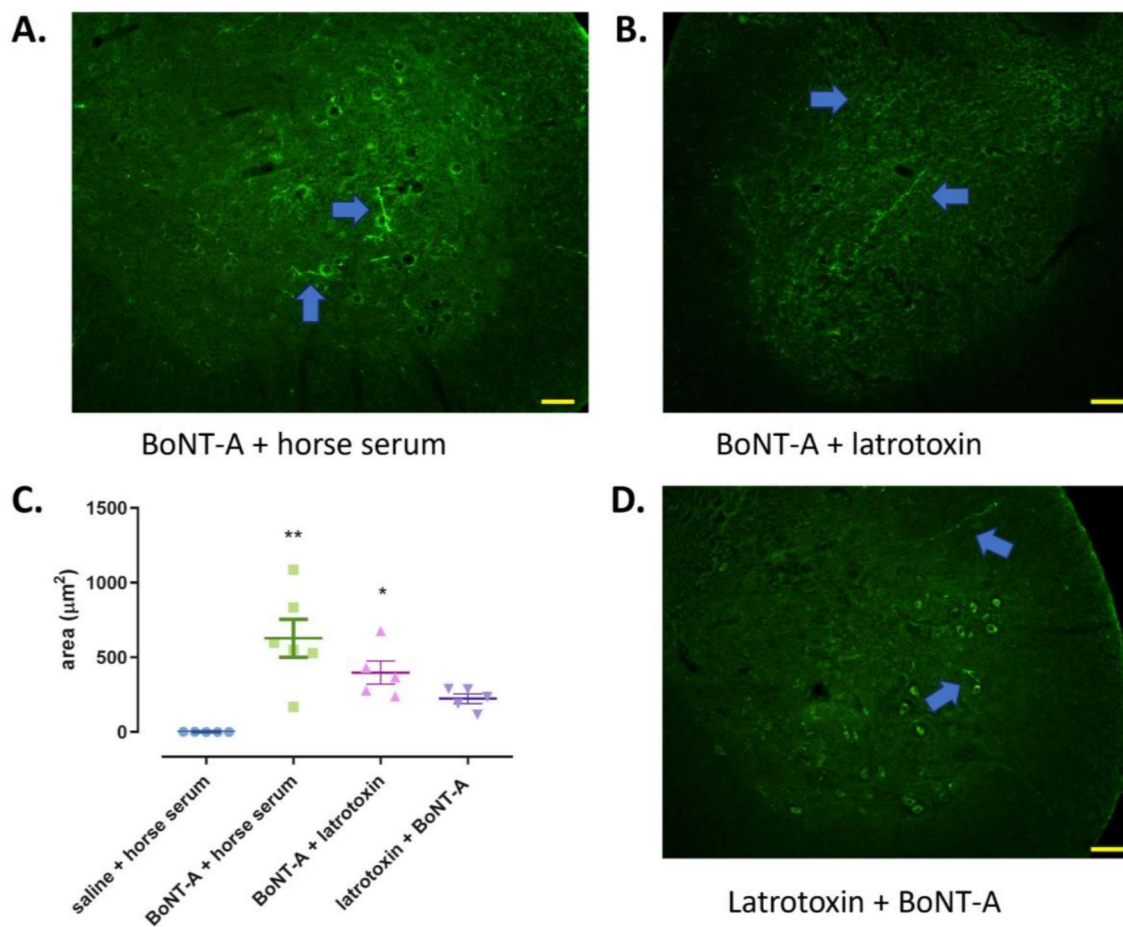 A.
B.
BoNT-A + horse serum
BoNT-A + latrotoxin
C.
1500
1000
500
0
area (μm²)
**
*
saline + horse serum
BoNT-A + horse serum
BoNT-A + latrotoxin
latrotoxin + BoNT-A
D.
Latrotoxin + BoNT-A